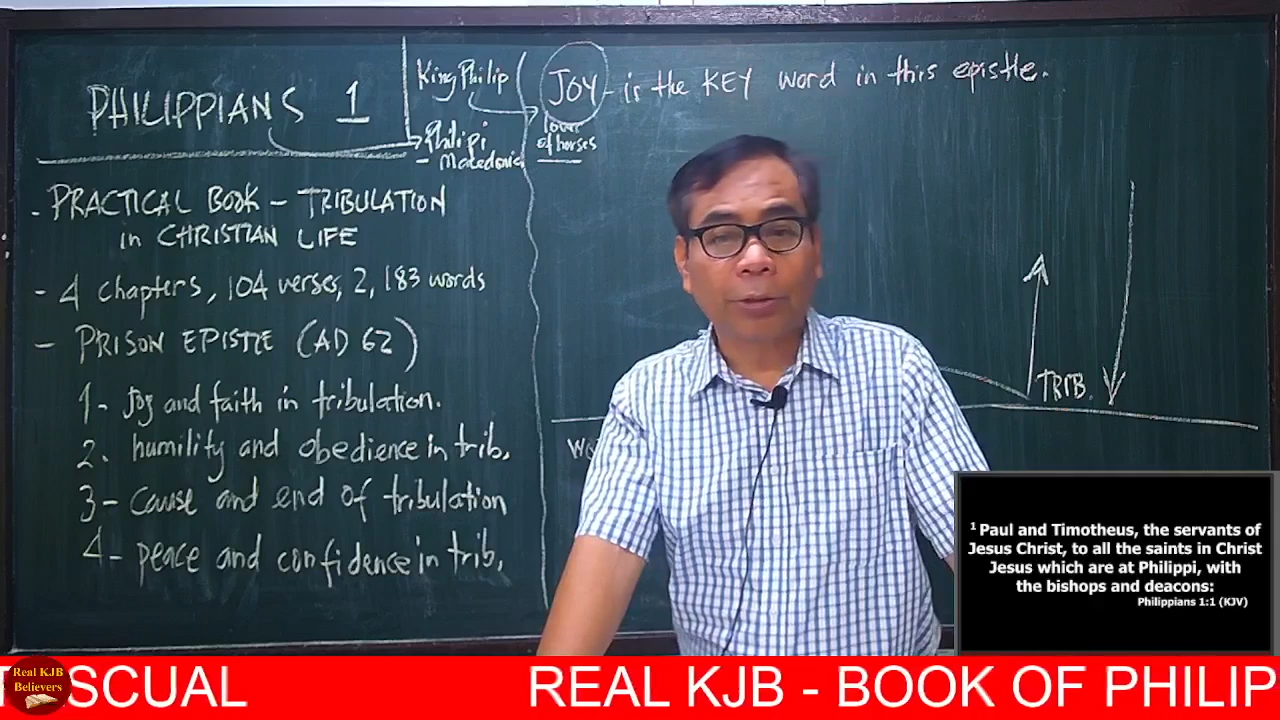 PHILIPPIANS 1
King Philip
Philipi
- Macedonia
lover
of horses
JOY - is the KEY word in this epistle.
- PRACTICAL BOOK - TRIBULATION
in CHRISTIAN LIFE
- 4 chapters, 104 verses, 2,183 words
- PRISON EPISTLE (AD 62)
1 - Joy and faith in tribulation.
2. humility and obedience in trib.
3 - cause and end of tribulation
4 - peace and confidence in trib.
TRIB.
1 Paul and Timotheus, the servants of
Jesus Christ, to all the saints in Christ
Jesus which are at Philippi, with
the bishops and deacons:
Philippians 1:1 (KJV)
Real KJB
Believers
SCUAL REAL KJB - BOOK OF PHILIP